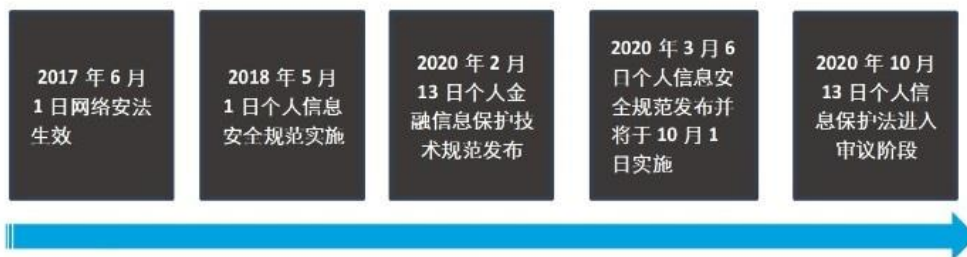 2017 年 6 月
1 日网络安法
生效
2018 年 5 月
1 日个人信息
安全规范实施
2020 年 2 月
13 日个人金
融信息保护技
术规范发布
2020 年 3 月 6
日个人信息安
全规范发布并
将于 10 月 1
日实施
2020 年 10 月
13 日个人信
息保护法进入
审议阶段